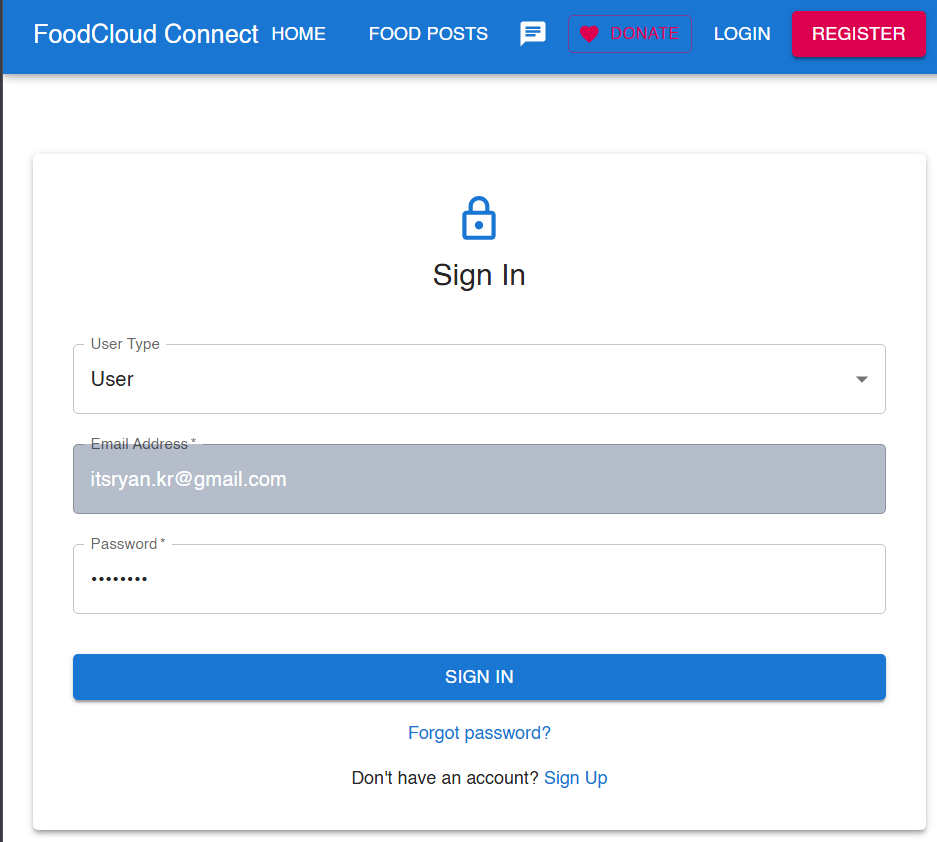 FoodCloud Connect HOME FOOD POSTS DONATE LOGIN REGISTER
Sign In
User Type
User
Email Address *
itsryan.kr@gmail.com
Password *
••••••••
SIGN IN
Forgot password?
Don't have an account? Sign Up